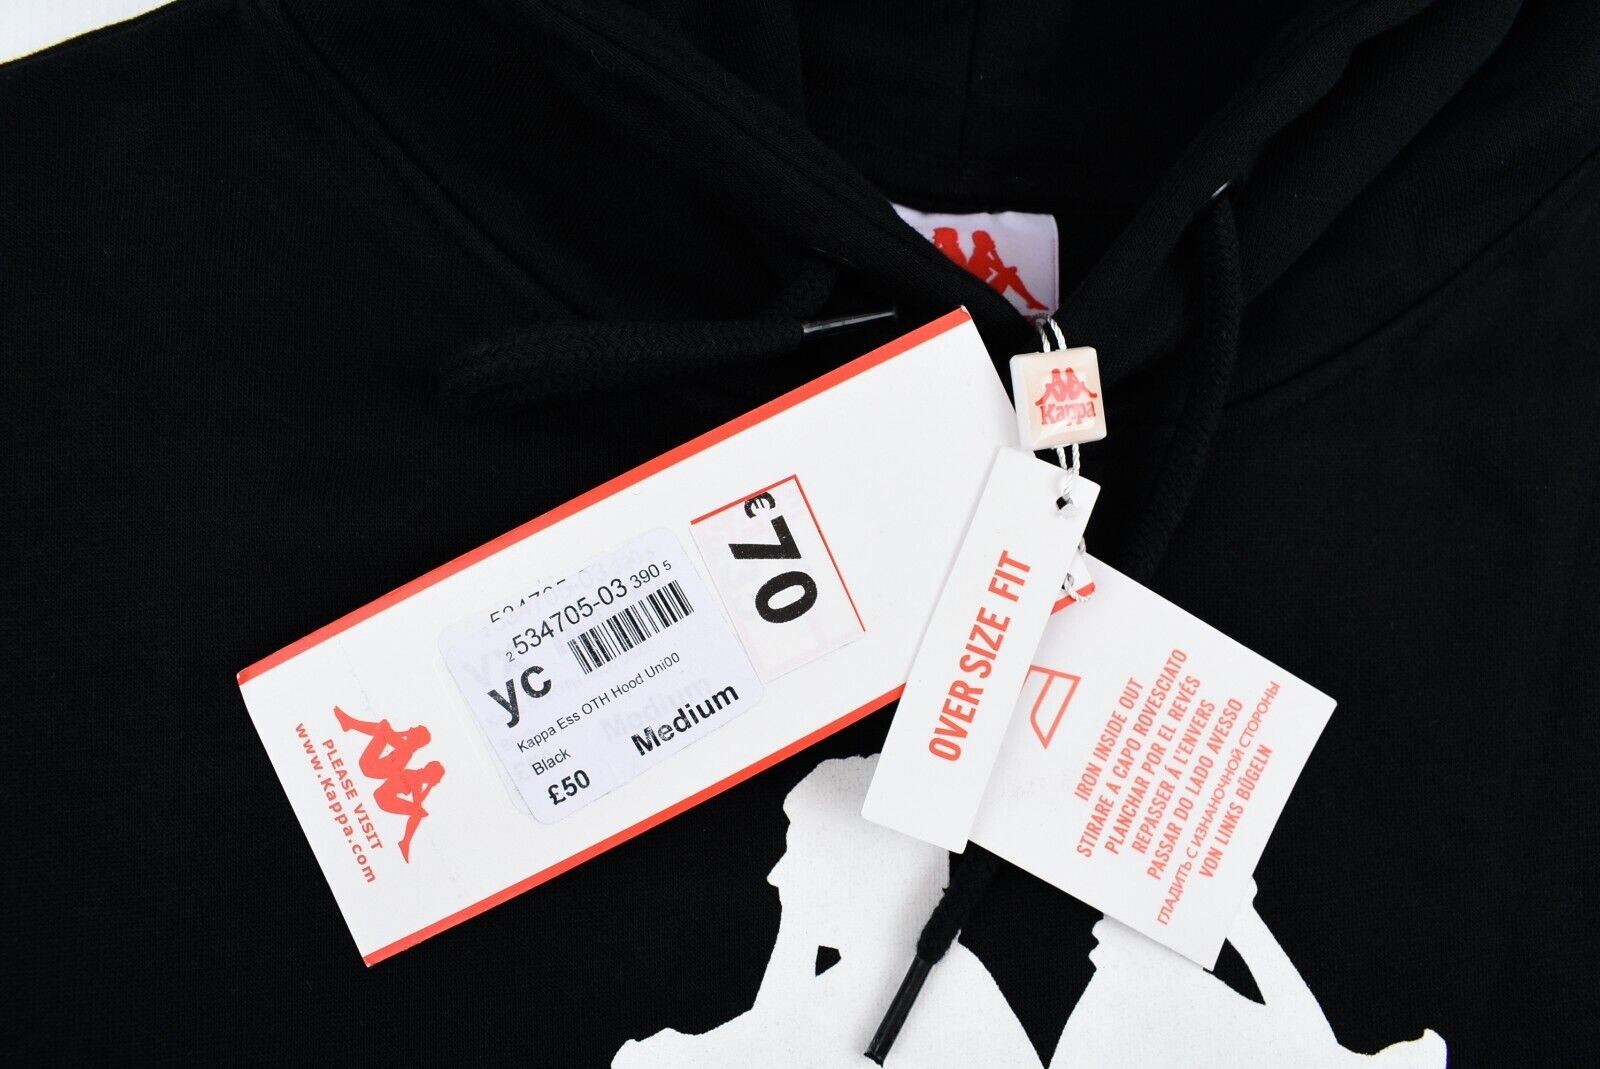 Kappa
£70
534705-03
2 534705-03 390 5
yc
Kappa Ess OTH Hood Uni00
Black
Medium
£50
PLEASE VISIT
www.Kappa.com
OVER SIZE FIT
IRON INSIDE OUT
STIRARE A CAPO ROVESCIATO
PLANCHAR POR EL REVÉS
REPASSER Á L'ENVERS
PASSAR DO LADO AVESSO
ГЛАДИТЬ С ИЗНАНОЧНОЙ СТОРОНЫ
VON LINKS BÜGELN